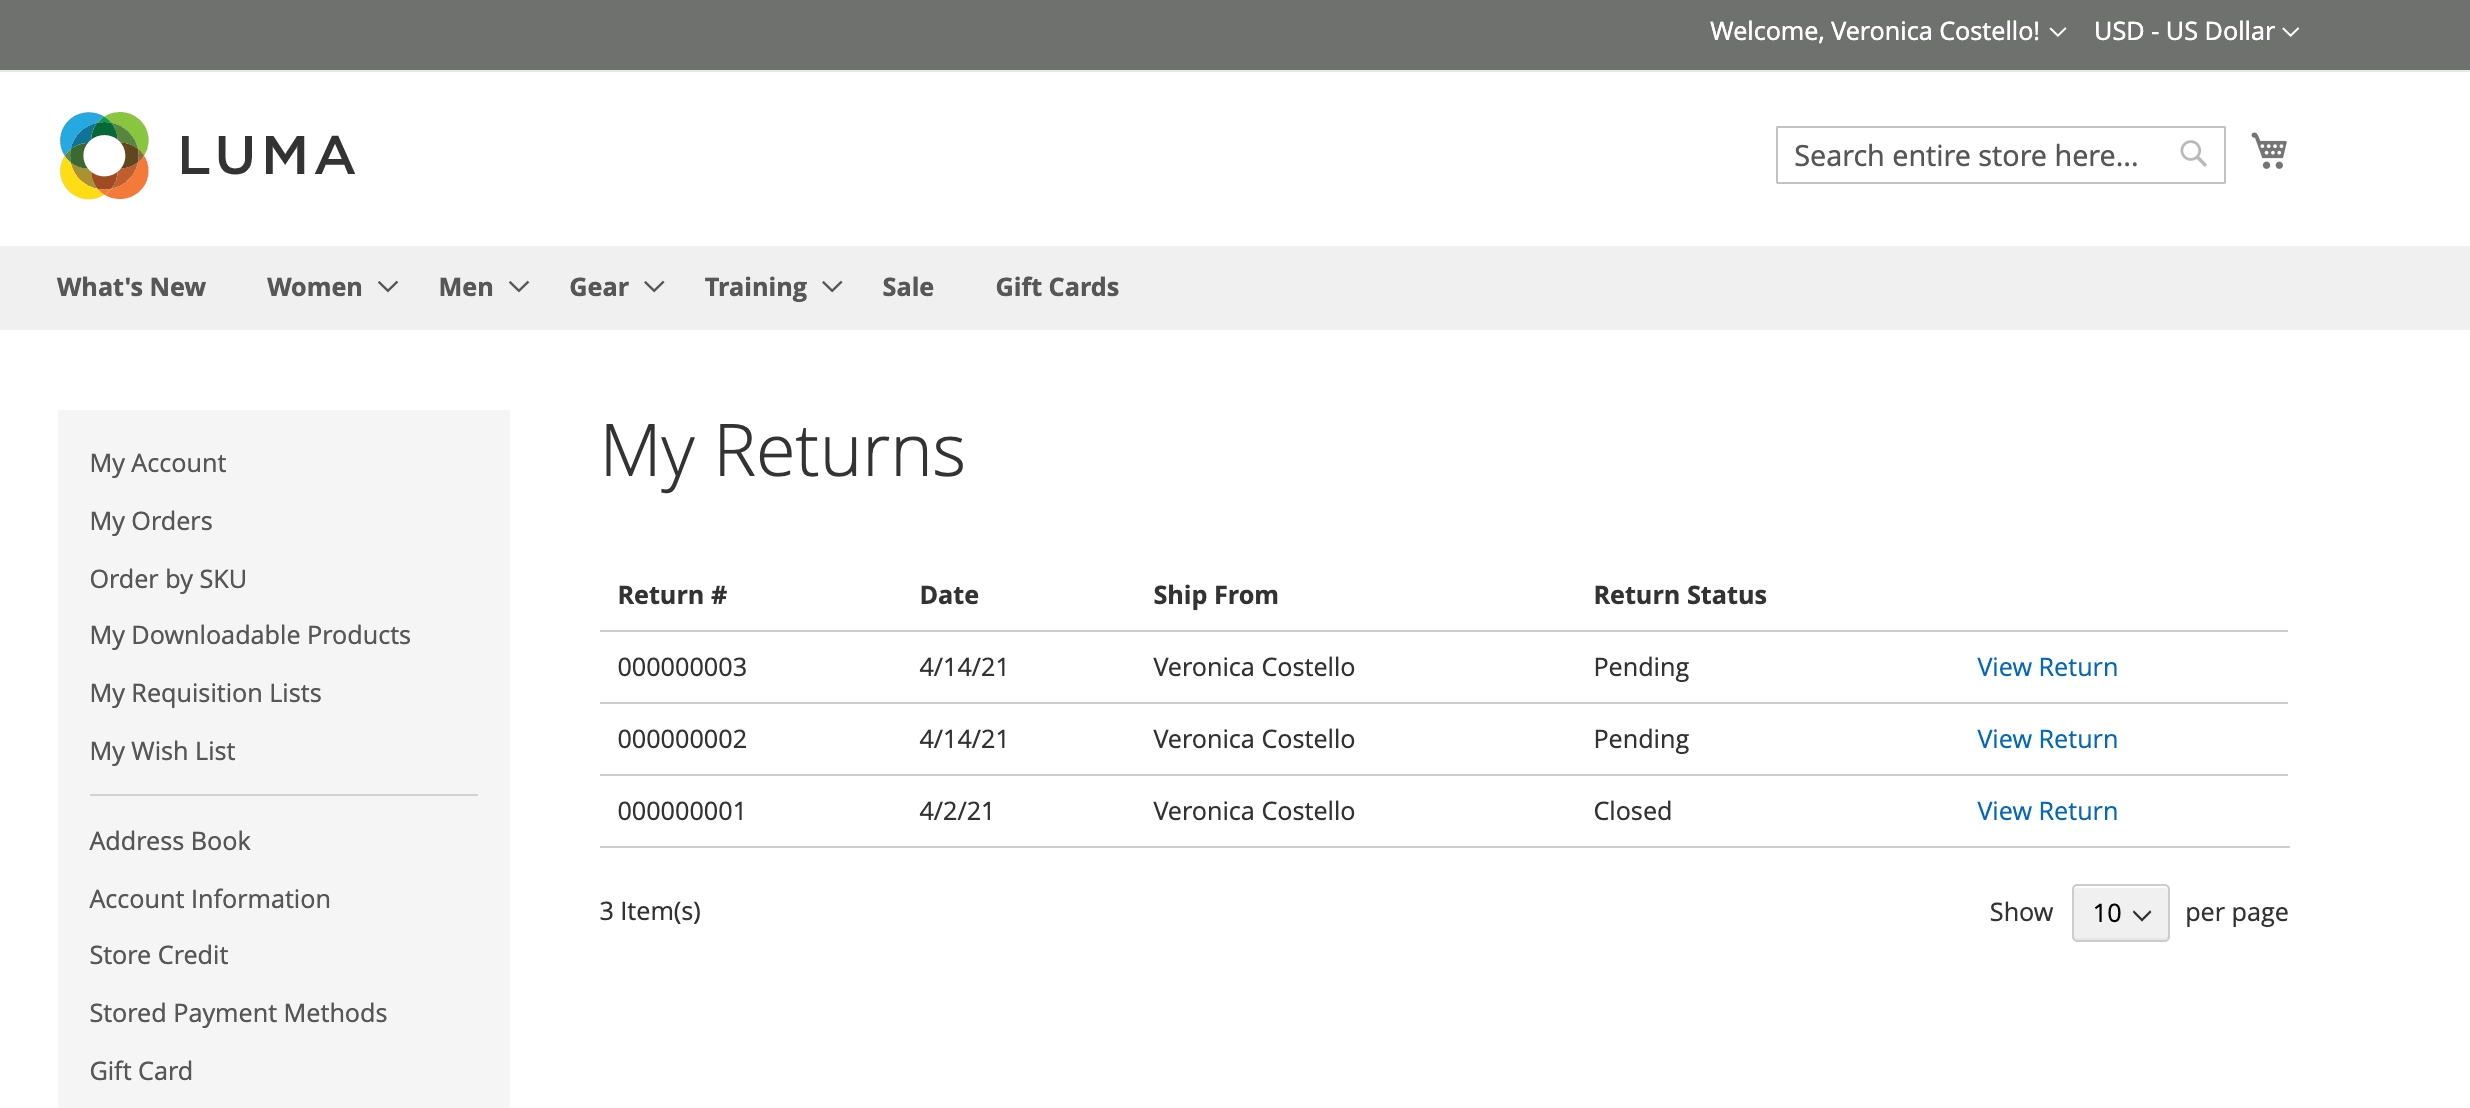 Welcome, Veronica Costello! USD - US Dollar
LUMA
Search entire store here...
What's New Women Men Gear Training Sale Gift Cards
My Account
My Orders
Order by SKU
My Downloadable Products
My Requisition Lists
My Wish List
Address Book
Account Information
Store Credit
Stored Payment Methods
Gift Card
My Returns
Return # Date Ship From Return Status
000000003 4/14/21 Veronica Costello Pending View Return
000000002 4/14/21 Veronica Costello Pending View Return
000000001 4/2/21 Veronica Costello Closed View Return
3 Item(s) Show 10 per page